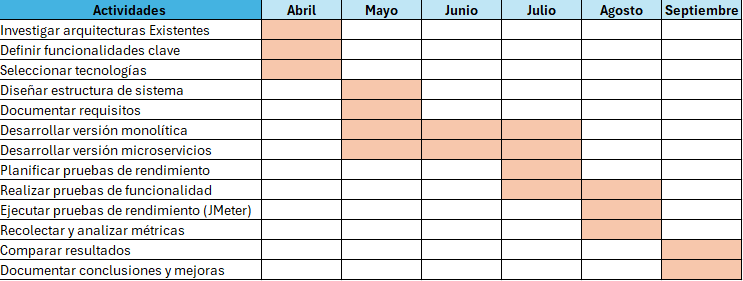 Actividades Abril Mayo Junio Julio Agosto Septiembre
Investigar arquitecturas Existentes
Definir funcionalidades clave
Seleccionar tecnologías
Diseñar estructura de sistema
Documentar requisitos
Desarrollar versión monolítica
Desarrollar versión microservicios
Planificar pruebas de rendimiento
Realizar pruebas de funcionalidad
Ejecutar pruebas de rendimiento (JMeter)
Recolectar y analizar métricas
Comparar resultados
Documentar conclusiones y mejoras